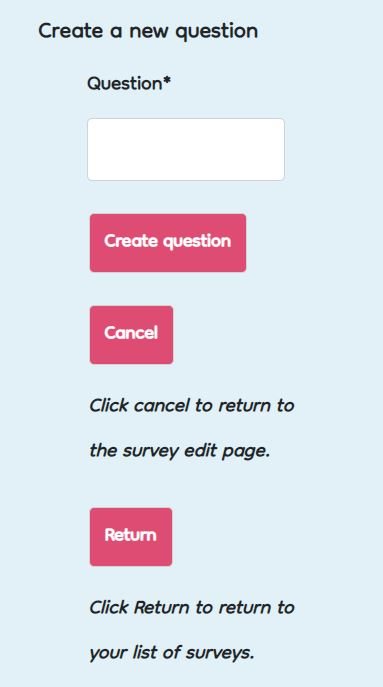 Create a new question
Question*
Create question
Cancel
Click cancel to return to
the survey edit page.
Return
Click Return to return to
your list of surveys.